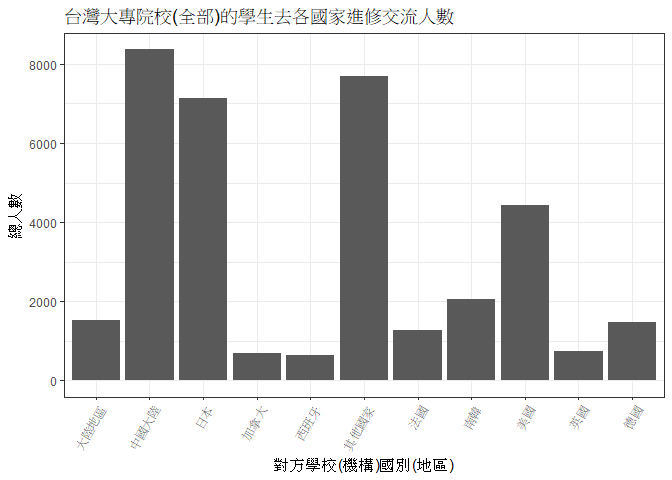 台灣大專院校(全部)的學生去各國家進修交流人數
總人數
8000
6000
4000
2000
0
大陸地區
中國大陸
日本
加拿大
西班牙
其他國家
法國
南韓
美國
英國
德國
對方學校(機構)國別(地區)